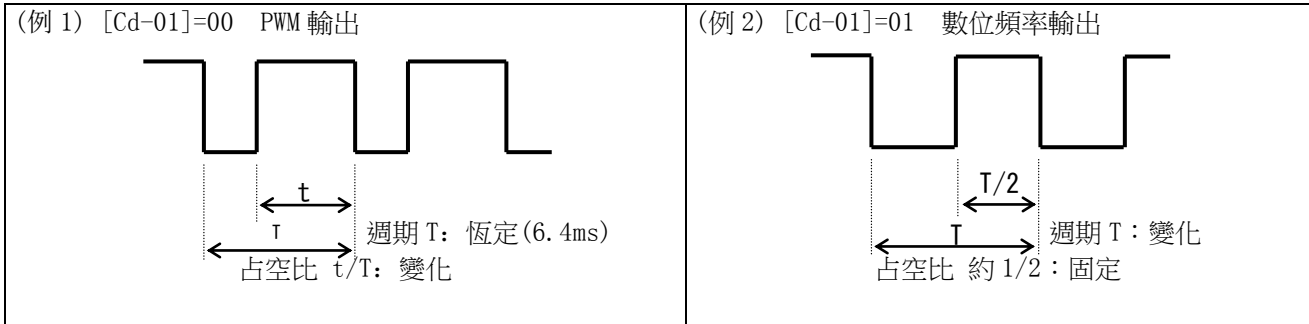 (例 1) [Cd-01]=00 PWM 輸出
t
T
週期 T: 恆定(6.4ms)
占空比 t/T: 變化
(例 2) [Cd-01]=01 數位頻率輸出
T/2
T
週期 T：變化
占空比 約 1/2：固定